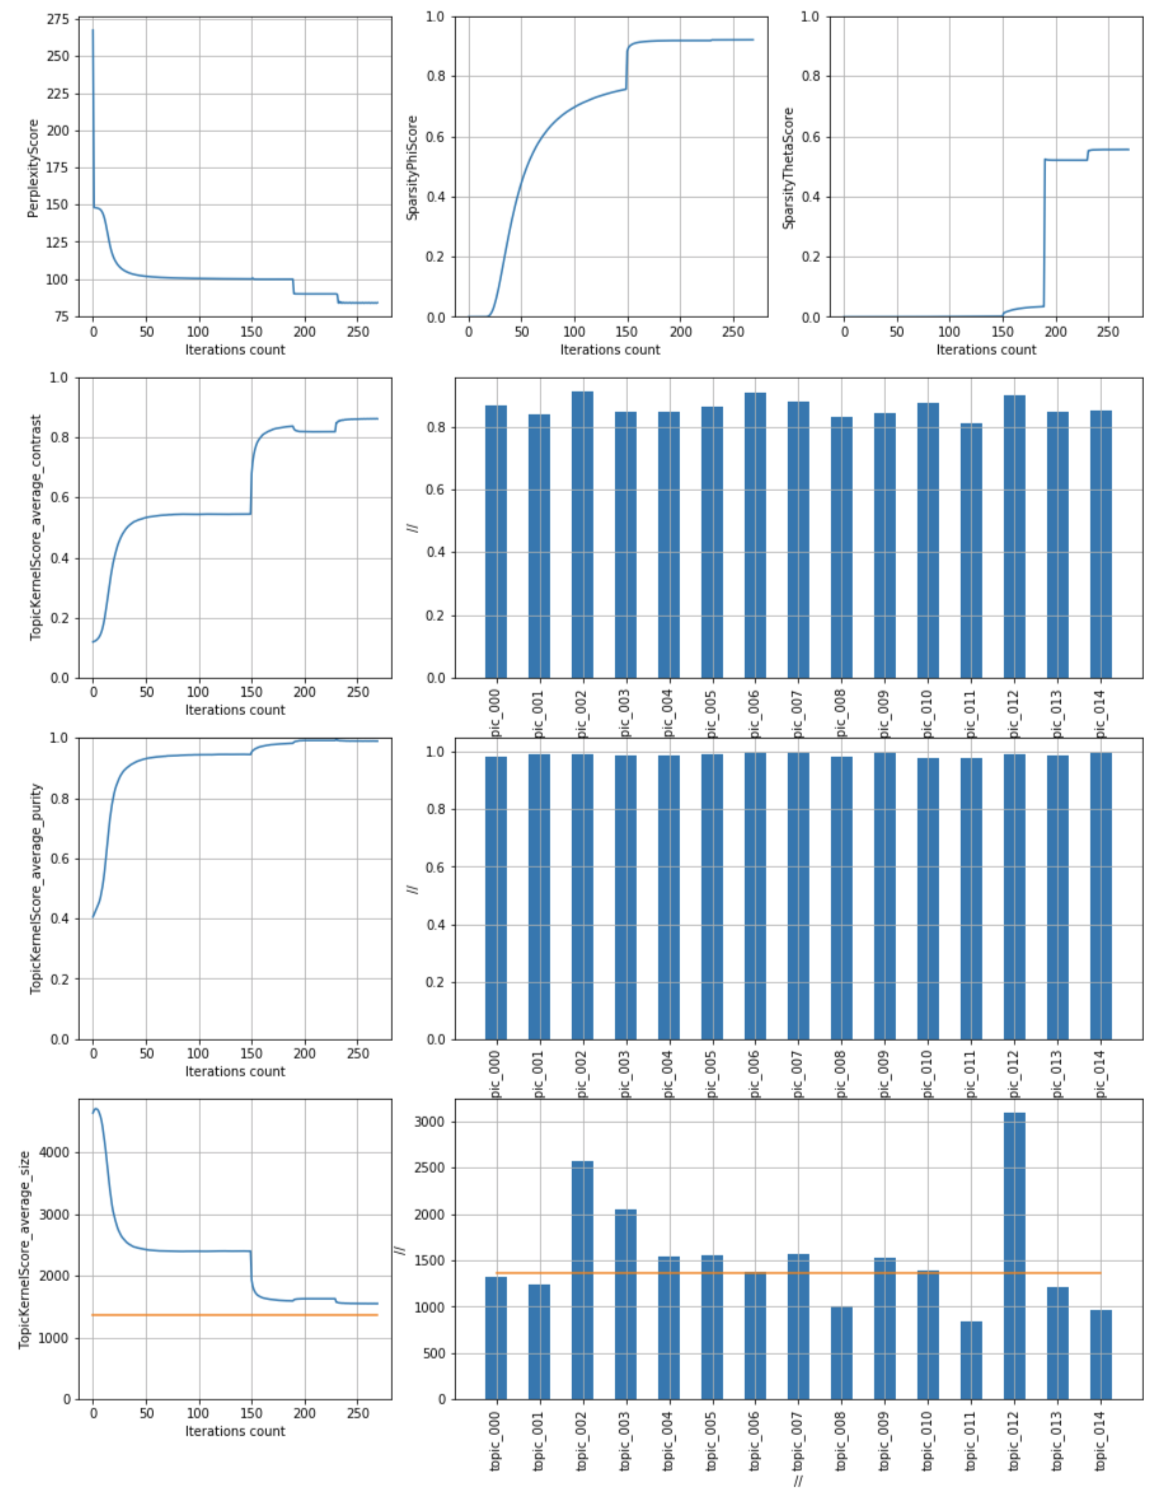 PerplexityScore
275
250
225
200
175
150
125
100
75
0 50 100 150 200 250
Iterations count
SparsityPhiScore
1.0
0.8
0.6
0.4
0.2
0.0
0 50 100 150 200 250
Iterations count
SparsityThetaScore
1.0
0.8
0.6
0.4
0.2
0.0
0 50 100 150 200 250
Iterations count
TopicKernelScore_average_contrast
1.0
0.8
0.6
0.4
0.2
0.0
0 50 100 150 200 250
Iterations count
//
0.8
0.6
0.4
0.2
0.0
pic_000 pic_001 pic_002 pic_003 pic_004 pic_005 pic_006 pic_007 pic_008 pic_009 pic_010 pic_011 pic_012 pic_013 pic_014
TopicKernelScore_average_purity
1.0
0.8
0.6
0.4
0.2
0.0
0 50 100 150 200 250
Iterations count
//
1.0
0.8
0.6
0.4
0.2
0.0
pic_000 pic_001 pic_002 pic_003 pic_004 pic_005 pic_006 pic_007 pic_008 pic_009 pic_010 pic_011 pic_012 pic_013 pic_014
TopicKernelScore_average_size
4000
3000
2000
1000
0
0 50 100 150 200 250
Iterations count
//
3000
2500
2000
1500
1000
500
0
topic_000 topic_001 topic_002 topic_003 topic_004 topic_005 topic_006 topic_007 topic_008 topic_009 topic_010 topic_011 topic_012 topic_013 topic_014
//